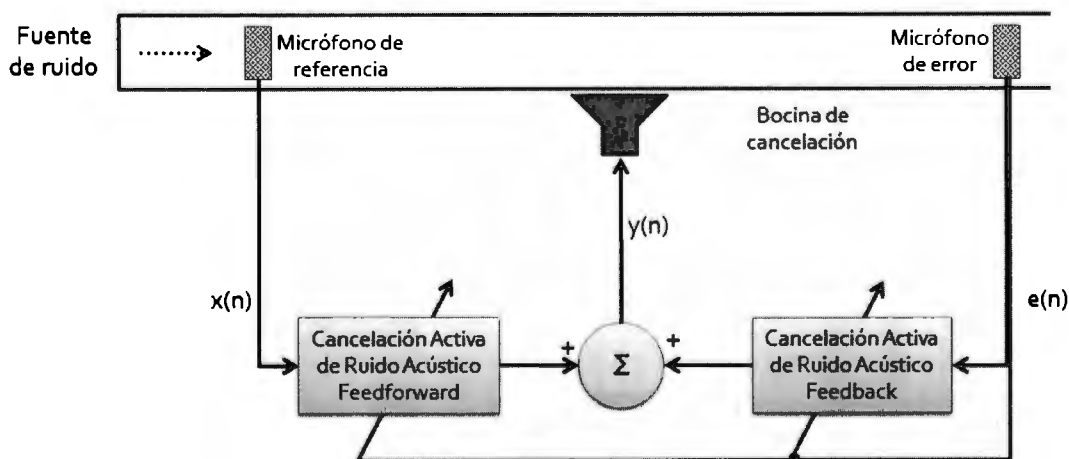 Fuente
de ruido
Micrófono de
referencia
Micrófono
de error
Bocina de
cancelación
y(n)
x(n)
e(n)
Cancelación Activa
de Ruido Acústico
Feedforward
+
Σ
+
Cancelación Activa
de Ruido Acústico
Feedback